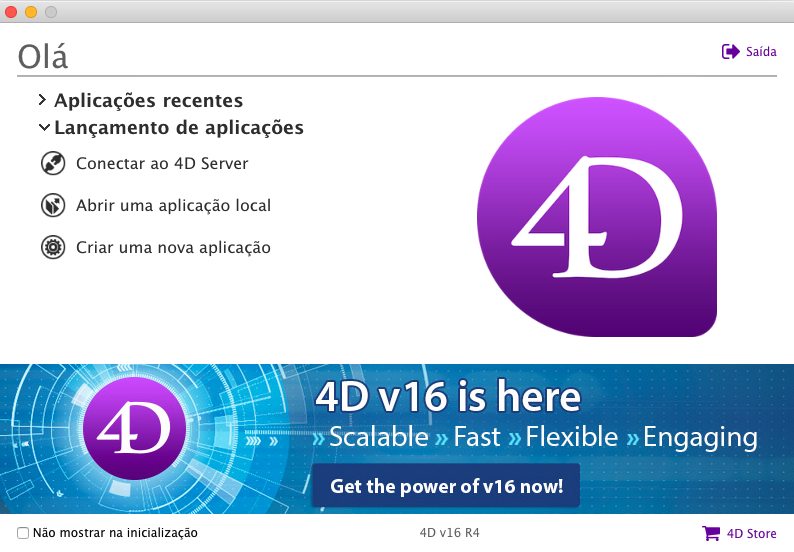 Olá
Saída
Aplicações recentes
Lançamento de aplicações
Conectar ao 4D Server
Abrir uma aplicação local
Criar uma nova aplicação
4D
4D
4D v16 is here
» Scalable » Fast » Flexible » Engaging
Get the power of v16 now!
Não mostrar na inicialização
4D v16 R4
4D Store